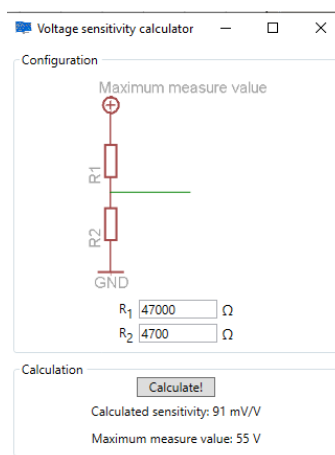 Voltage sensitivity calculator
Configuration
Maximum measure value
R1
R2
GND
R1 47000 Ω
R2 4700 Ω
Calculation
Calculate!
Calculated sensitivity: 91 mV/V
Maximum measure value: 55 V